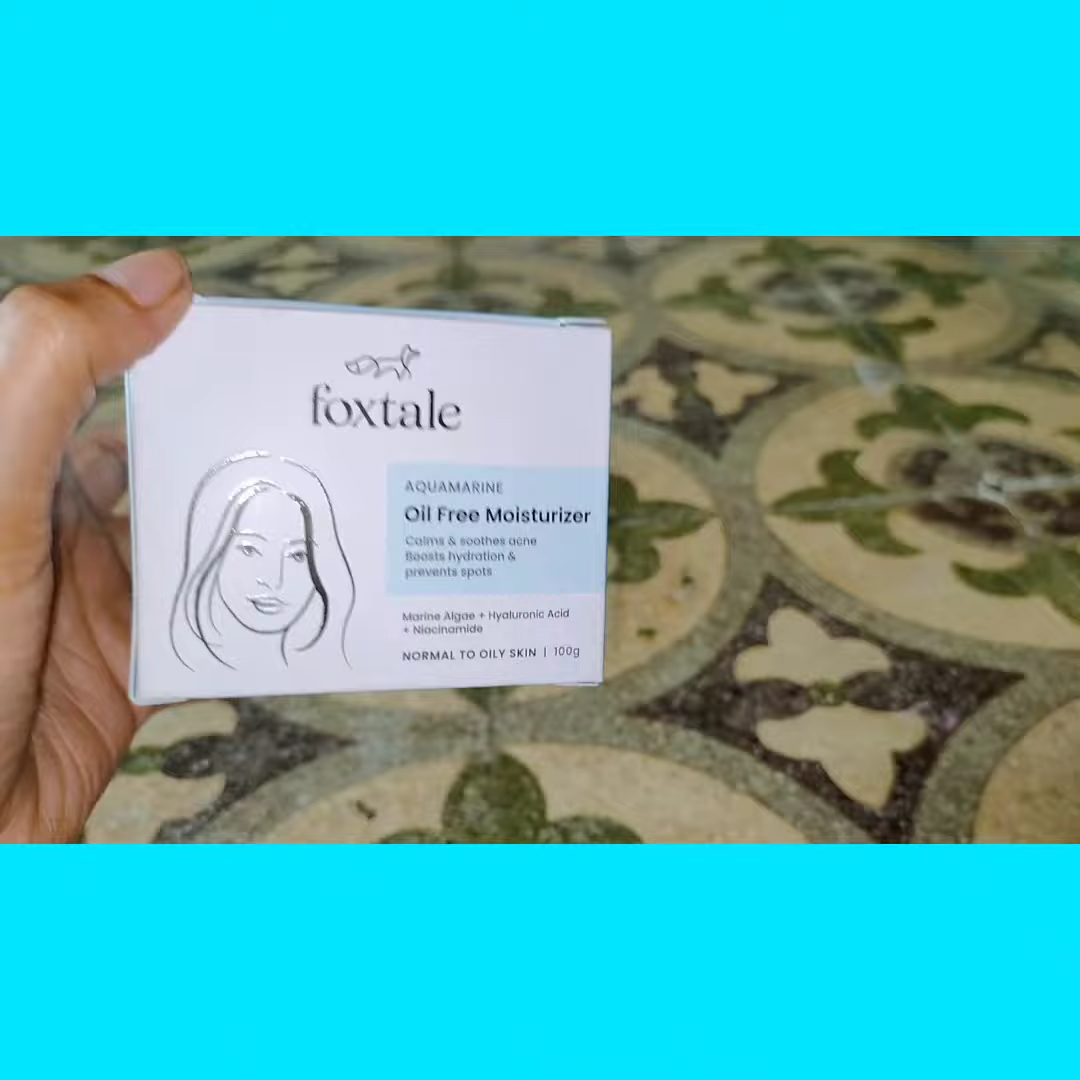 foxtale
AQUAMARINE
Oil Free Moisturizer
Calms & soothes acne
Boosts hydration &
prevents spots
Marine Algae + Hyaluronic Acid
+ Niacinamide
NORMAL TO OILY SKIN | 100g